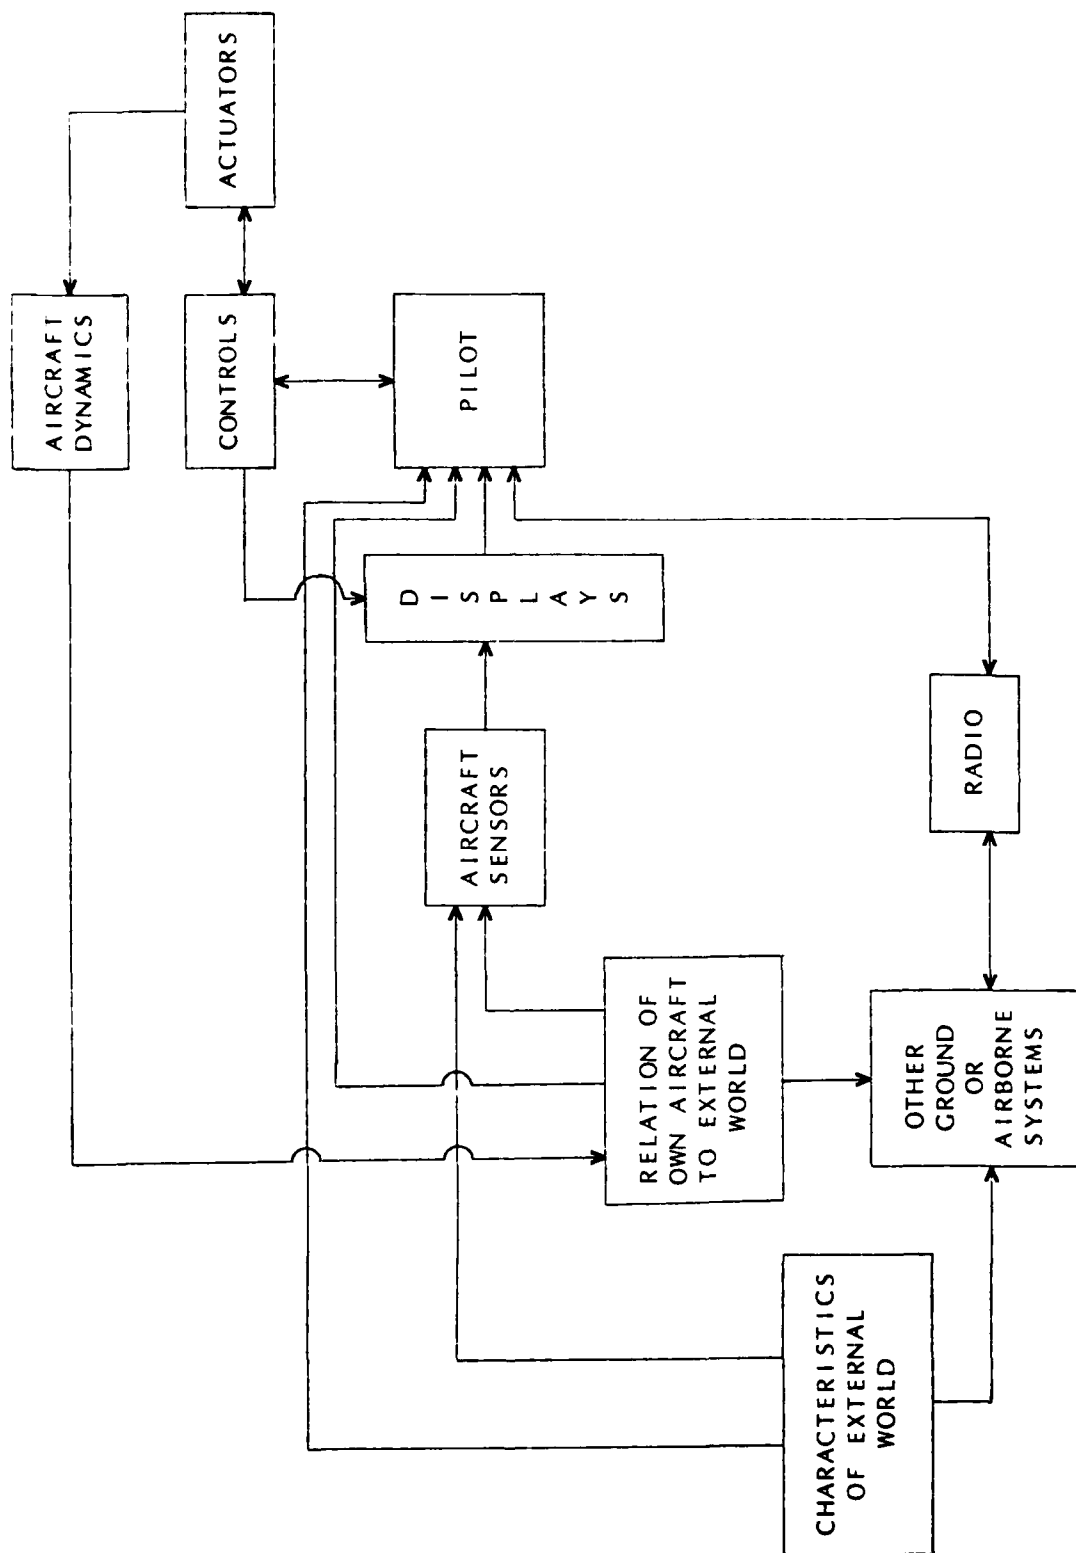 AIRCRAFT
DYNAMICS
ACTUATORS
CONTROLS
PILOT
DISPLAYS
AIRCRAFT
SENSORS
RADIO
RELATION OF
OWN AIRCRAFT
TO EXTERNAL
WORLD
OTHER
GROUND
OR
AIRBORNE
SYSTEMS
CHARACTERISTICS
OF EXTERNAL
WORLD